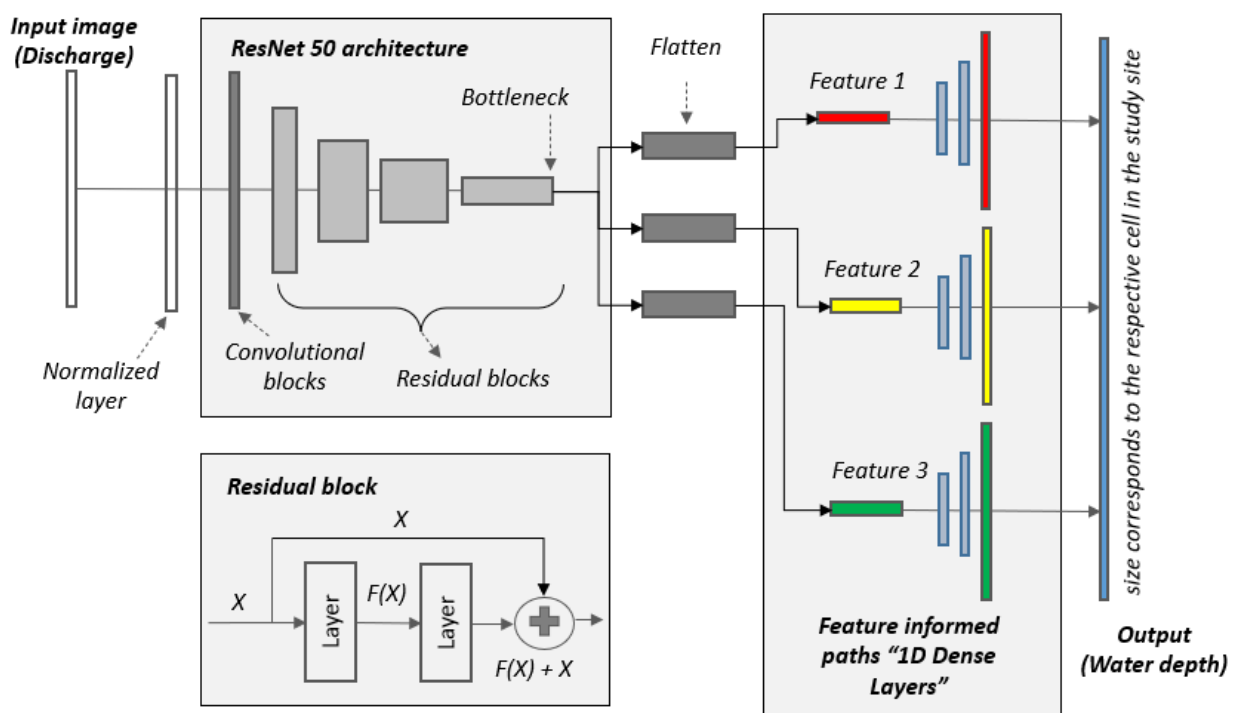 Input image
(Discharge)
ResNet 50 architecture
Bottleneck
Normalized
layer
Convolutional
blocks
Residual blocks
Flatten
Feature 1
Feature 2
Feature 3
Feature informed
paths “1D Dense
Layers”
size corresponds to the respective cell in the study site
Output
(Water depth)
Residual block
X
X
Layer
F(X)
Layer
F(X) + X